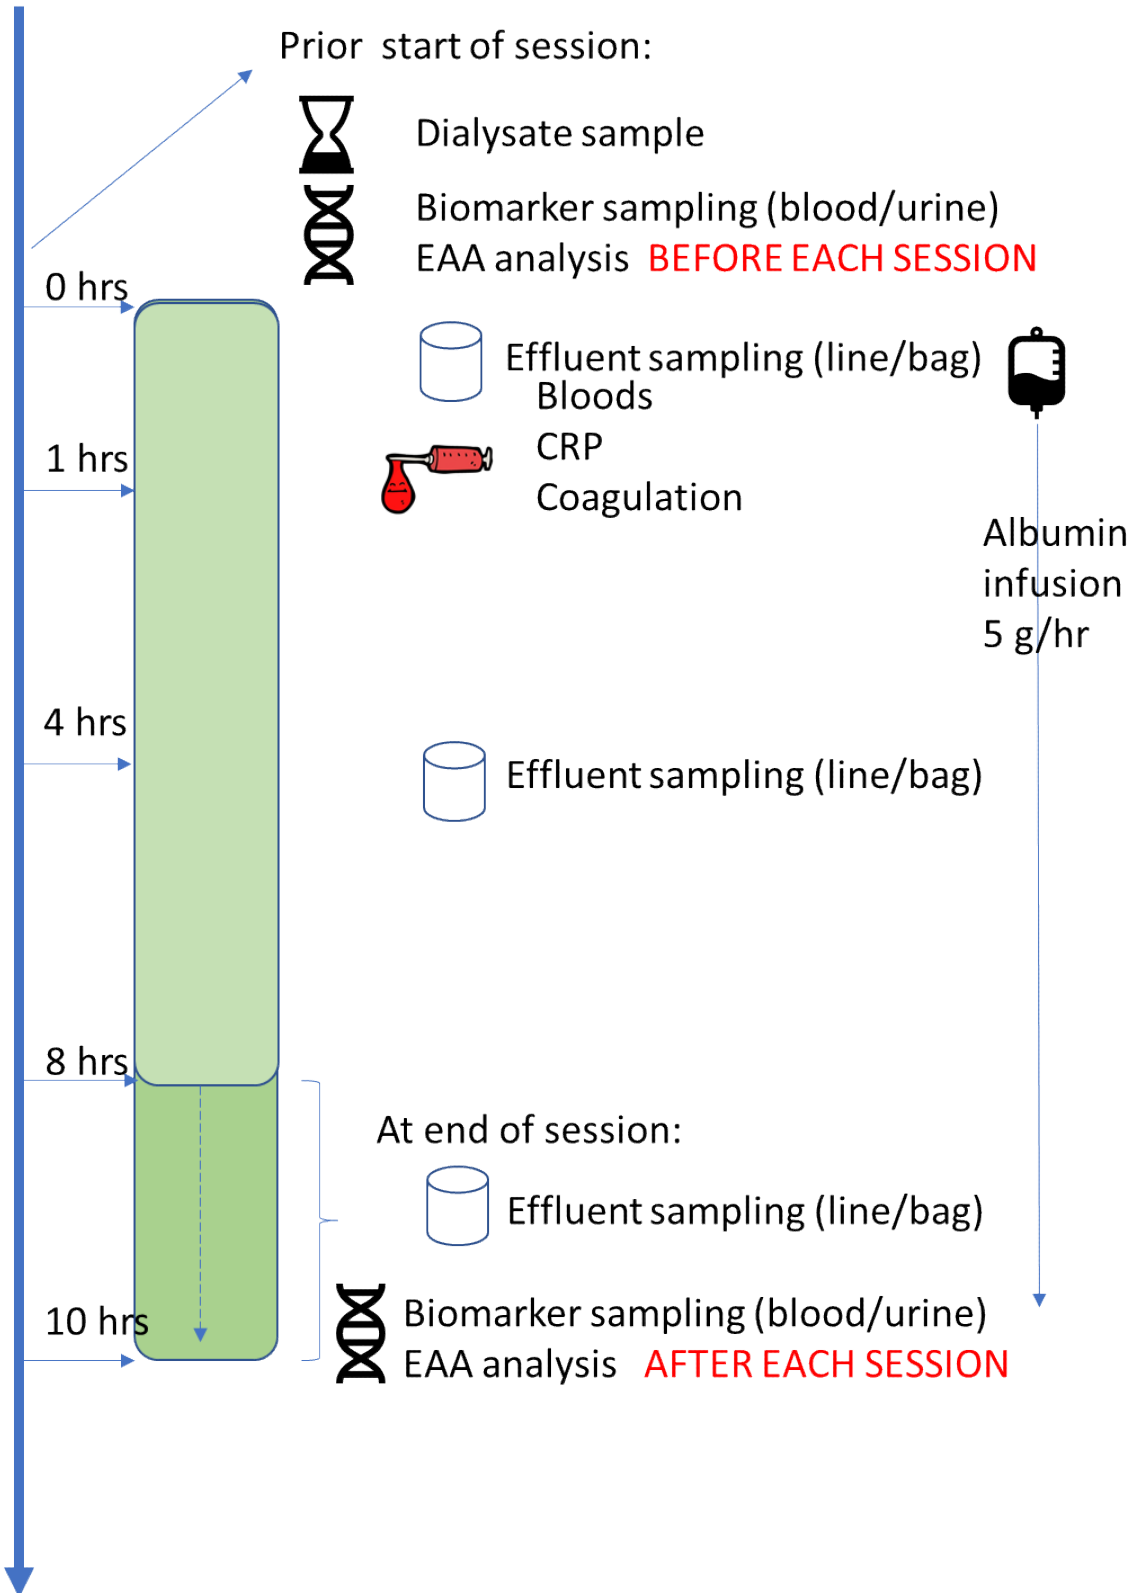 Prior start of session:
Dialysate sample
Biomarker sampling (blood/urine)
EAA analysis BEFORE EACH SESSION
0 hrs
Effluent sampling (line/bag)
Bloods
1 hrs
CRP
Coagulation
Albumin
infusion
5 g/hr
4 hrs
Effluent sampling (line/bag)
8 hrs
At end of session:
Effluent sampling (line/bag)
10 hrs
Biomarker sampling (blood/urine)
EAA analysis AFTER EACH SESSION